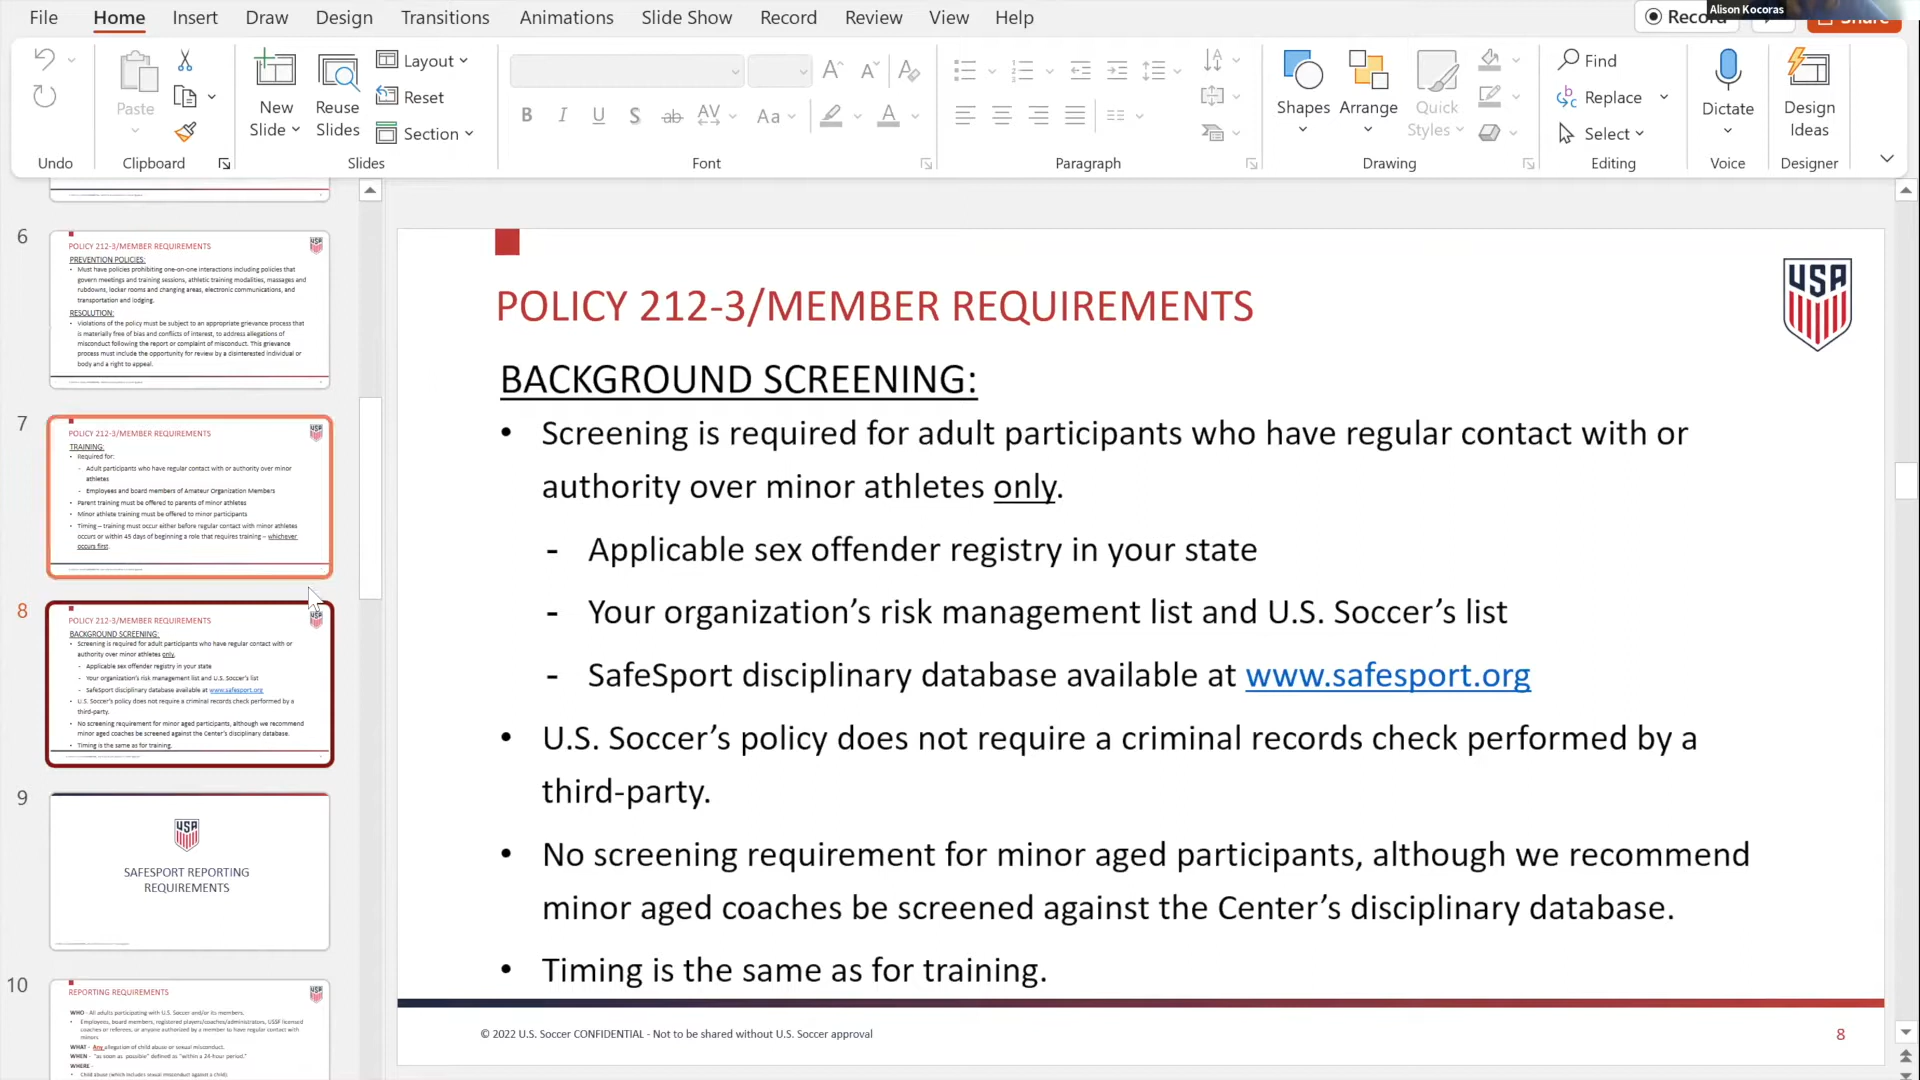 Alison Kocoras
File Home Insert Draw Design Transitions Animations Slide Show Record Review View Help
Record Share
Paste
New Slide
Reuse Slides
Layout
Reset
Section
B I U S ab AV Aa A
Shapes
Arrange
Quick Styles
Find
Replace
Select
Dictate
Design Ideas
Undo Clipboard Slides Font Paragraph Drawing Editing Voice Designer
6
POLICY 212-3/MEMBER REQUIREMENTS
USA
PREVENTION POLICIES:
• Must have policies prohibiting one-on-one interactions including policies that
govern meetings and training sessions, athletic training modalities, massages and
rubdowns, locker rooms and changing areas, electronic communications, and
transportation and lodging.
RESOLUTION:
• Violations of the policy must be subject to an appropriate grievance process that
is materially free of bias and conflicts of interest, to address allegations of
misconduct following the report or complaint of misconduct. This grievance
process must include the opportunity for review by a disinterested individual or
body and a right to appeal.
7
POLICY 212-3/MEMBER REQUIREMENTS
TRAINING:
• Required for:
- Adult participants who have regular contact with or authority over minor
athletes
- Employees and board members of Amateur Organization Members
• Parent training must be offered to parents of minor athletes
• Minor athlete training must be offered to minor participants
• Timing – training must occur either before regular contact with minor athletes
occurs or within 45 days of beginning a role that requires training – whichever
occurs first.
8
POLICY 212-3/MEMBER REQUIREMENTS
BACKGROUND SCREENING:
• Screening is required for adult participants who have regular contact with or
authority over minor athletes only.
- Applicable sex offender registry in your state
- Your organization's risk management list and U.S. Soccer's list
- SafeSport disciplinary database available at www.safesport.org
• U.S. Soccer's policy does not require a criminal records check performed by a
third-party.
• No screening requirement for minor aged participants, although we recommend
minor aged coaches be screened against the Center's disciplinary database.
• Timing is the same as for training.
9
USA
SAFESPORT REPORTING
REQUIREMENTS
10
REPORTING REQUIREMENTS
WHO - All adults participating with U.S. Soccer and/or its members.
• Employees, board members, registered players/coaches/administrators, USSF licensed
coaches or referees, or anyone authorized by a member to have regular contact with
minors
WHAT - Any allegation of child abuse or sexual misconduct.
WHEN - "as soon as possible" defined as "within a 24-hour period."
WHERE -
• Child abuse (which includes sexual misconduct against a child)
POLICY 212-3/MEMBER REQUIREMENTS
USA
BACKGROUND SCREENING:
• Screening is required for adult participants who have regular contact with or
authority over minor athletes only.
- Applicable sex offender registry in your state
- Your organization's risk management list and U.S. Soccer's list
- SafeSport disciplinary database available at www.safesport.org
• U.S. Soccer's policy does not require a criminal records check performed by a
third-party.
• No screening requirement for minor aged participants, although we recommend
minor aged coaches be screened against the Center's disciplinary database.
• Timing is the same as for training.
© 2022 U.S. Soccer CONFIDENTIAL - Not to be shared without U.S. Soccer approval
8